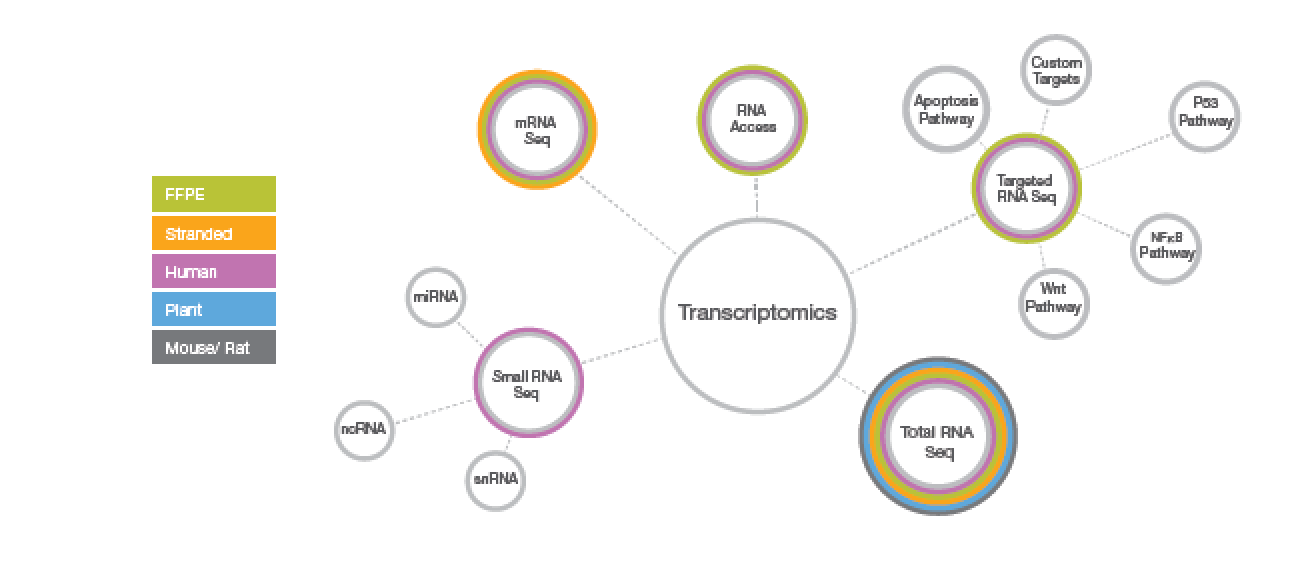 FFPE
Stranded
Human
Plant
Mouse/ Rat
mRNA
Seq
RNA
Access
Apoptosis
Pathway
Custom
Targets
P53
Pathway
Targeted
RNA Seq
NFκB
Pathway
Wnt
Pathway
Transcriptomics
miRNA
Small RNA
Seq
ncRNA
snRNA
Total RNA
Seq